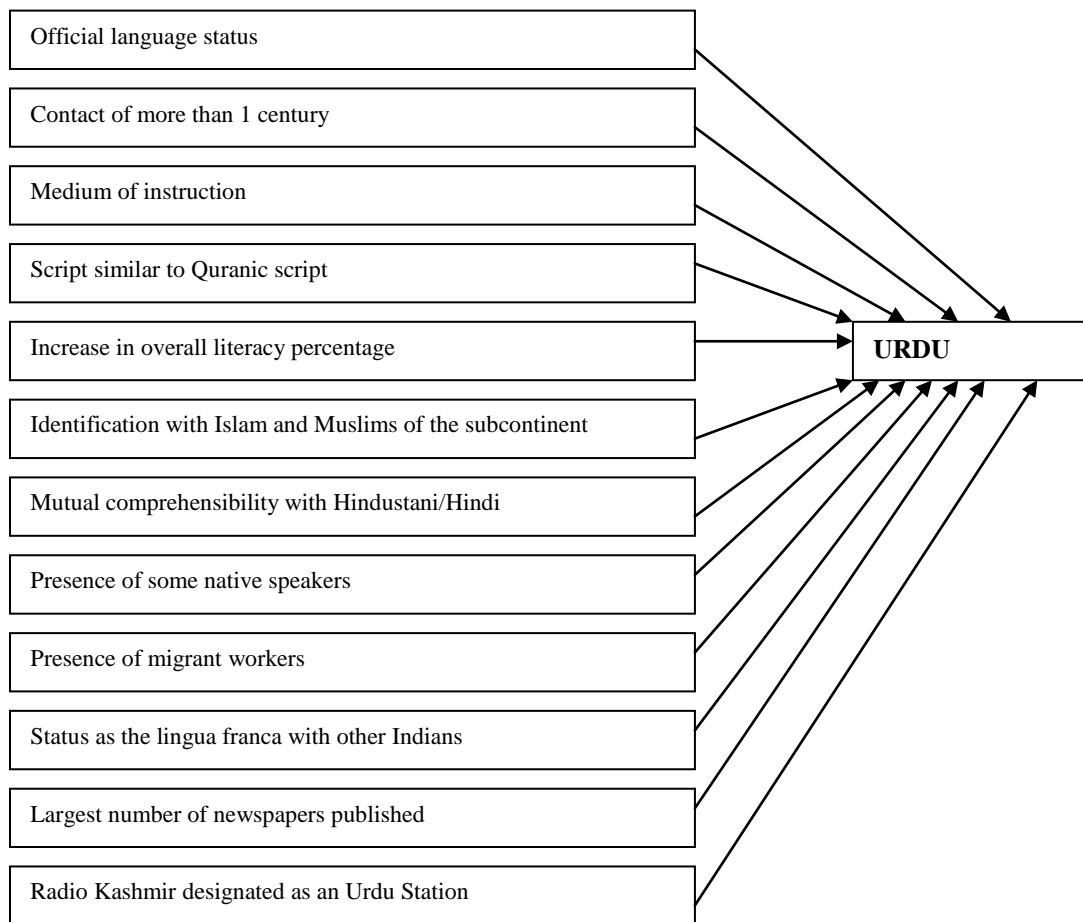 Official language status
Contact of more than 1 century
Medium of instruction
Script similar to Quranic script
Increase in overall literacy percentage
URDU
Identification with Islam and Muslims of the subcontinent
Mutual comprehensibility with Hindustani/Hindi
Presence of some native speakers
Presence of migrant workers
Status as the lingua franca with other Indians
Largest number of newspapers published
Radio Kashmir designated as an Urdu Station